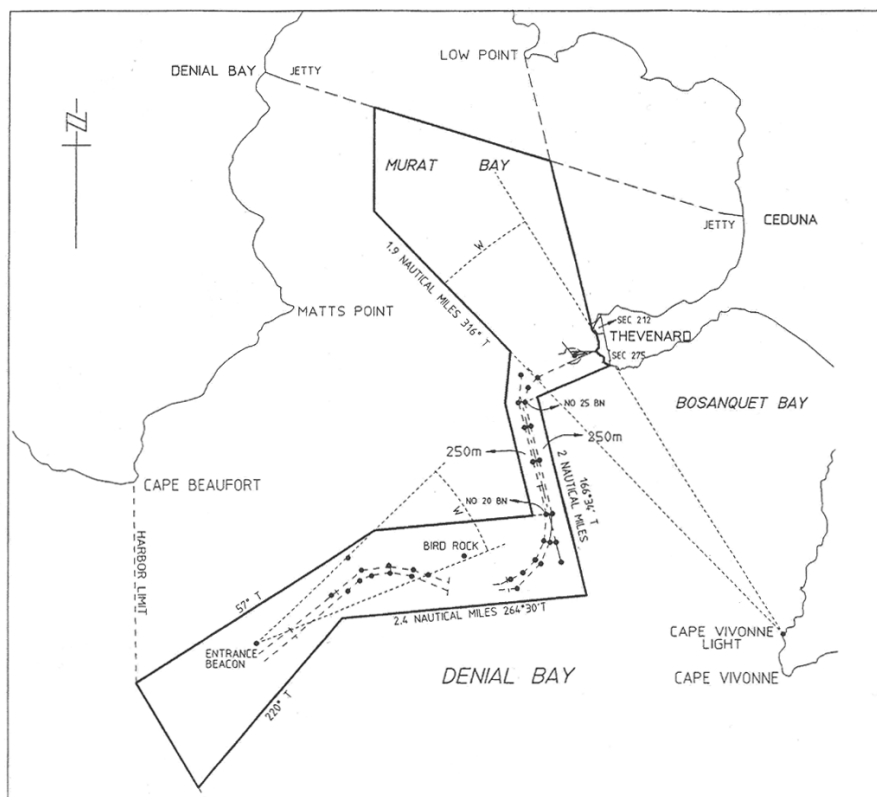 LOW POINT
DENIAL BAY
JETTY
N
MURAT BAY
JETTY
CEDUNA
W
1.9 NAUTICAL MILES 316° T
MATTS POINT
SEC 212
THEVENARD
SEC 275
BOSANQUET BAY
NO 25 BN
250m
250m
CAPE BEAUFORT
166°34' T
2 NAUTICAL MILES
NO 20 BN
W
HARBOR LIMIT
BIRD ROCK
57° T
2.4 NAUTICAL MILES 264°30'T
ENTRANCE
BEACON
CAPE VIVONNE
LIGHT
DENIAL BAY
CAPE VIVONNE
220° T